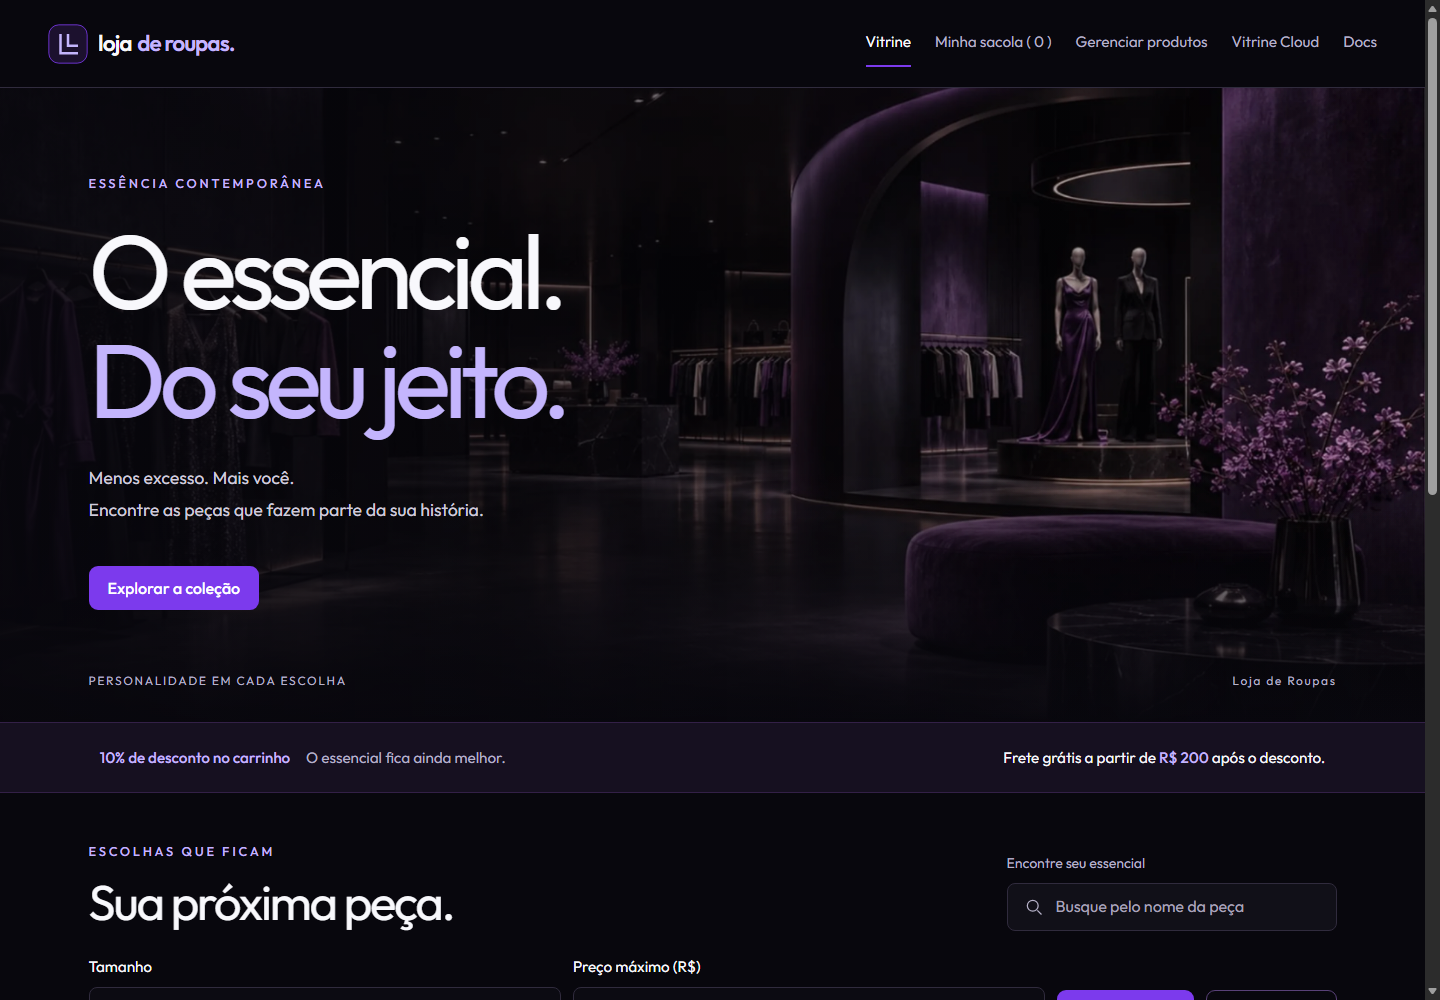 loja de roupas.
Vitrine
Minha sacola ( 0 )
Gerenciar produtos
Vitrine Cloud
Docs
ESSÊNCIA CONTEMPORÂNEA
O essencial.
Do seu jeito.
Menos excesso. Mais você.
Encontre as peças que fazem parte da sua história.
Explorar a coleção
PERSONALIDADE EM CADA ESCOLHA
Loja de Roupas
10% de desconto no carrinho
O essencial fica ainda melhor.
Frete grátis a partir de R$ 200 após o desconto.
ESCOLHAS QUE FICAM
Sua próxima peça.
Encontre seu essencial
Busque pelo nome da peça
Tamanho
Preço máximo (R$)